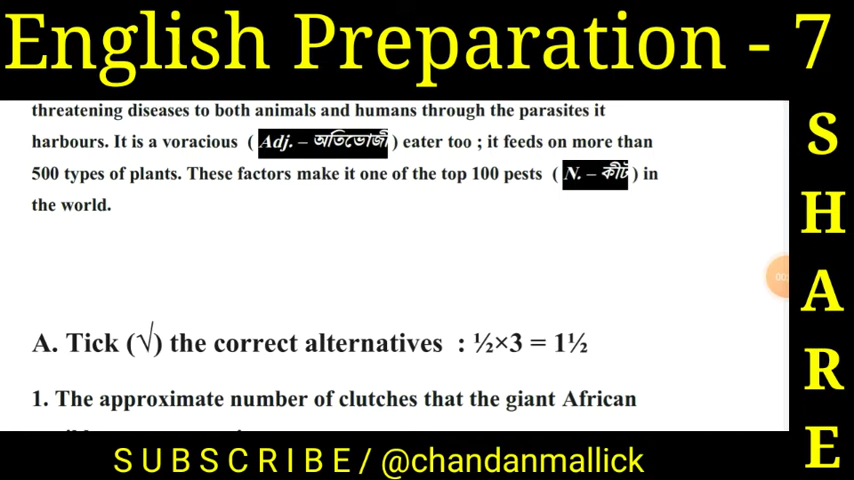 English Preparation - 7
threatening diseases to both animals and humans through the parasites it
harbours. It is a voracious ( Adj. – অতিভোজী ) eater too ; it feeds on more than
500 types of plants. These factors make it one of the top 100 pests ( N. – কীট ) in
the world.
A. Tick (√) the correct alternatives : ½×3 = 1½
1. The approximate number of clutches that the giant African
SHARE
SUBSCRIBE/ @chandanmallick